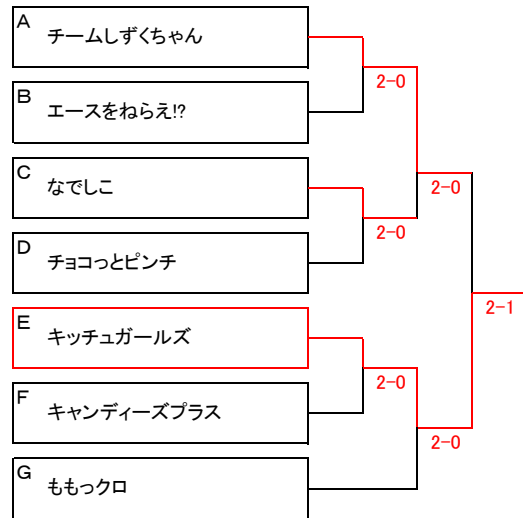 A
チームしずくちゃん
2-0
B
エースをねらえ!?
C
なでしこ
2-0
2-0
D
チョコっとピンチ
2-1
E
キッチュガールズ
2-0
F
キャンディーズプラス
2-0
G
ももっクロ